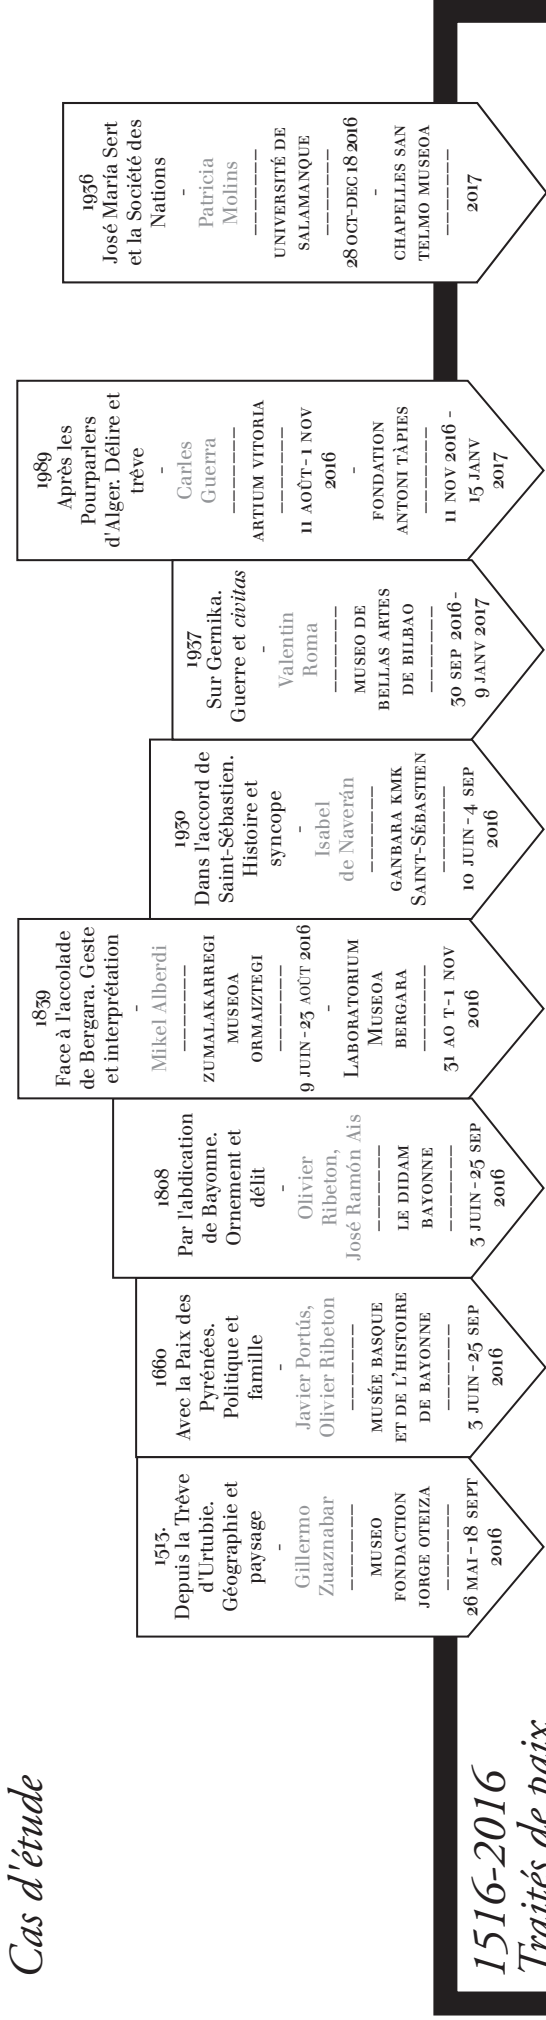 Cas d'étude
1513.
Depuis la Trêve
d'Urtubie.
Géographie et
paysage
-
Gillermo
Zuaznabar
-------
MUSEO
FONDACTION
JORGE OTEIZA
-------
26 MAI-18 SEPT
2016
1660
Avec la Paix des
Pyrénées.
Politique et
famille
-
Javier Portús,
Olivier Ribeton
-------
MUSÉE BASQUE
ET DE L'HISTOIRE
DE BAYONNE
-------
3 JUIN-25 SEP
2016
1808
Par l'abdication
de Bayonne.
Ornement et
délit
-
Olivier
Ribeton,
José Ramón Ais
-------
LE DIDAM
BAYONNE
-------
3 JUIN-25 SEP
2016
1839
Face à l'accolade
de Bergara. Geste
et interprétation
-
Mikel Alberdi
-------
ZUMALAKARREGI
MUSEOA
ORMAIZTEGI
-------
9 JUIN-23 AOÛT 2016
-
LABORATORIUM
MUSEOA
BERGARA
-------
31 AO T-1 NOV
2016
1930
Dans l'accord de
Saint-Sébastien.
Histoire et
syncope
-
Isabel
de Naverán
-------
GANBARA KMK
SAINT-SÉBASTIEN
-------
10 JUIN-4 SEP
2016
1937
Sur Gernika.
Guerre et civitas
-
Valentin
Roma
-------
MUSEO DE
BELLAS ARTES
DE BILBAO
-------
30 SEP 2016-
9 JANV 2017
1989
Après les
Pourparlers
d'Alger. Délire et
trêve
-
Carles
Guerra
-------
ARTIUM VITORIA
-------
11 AOÛT-1 NOV
2016
-
FONDATION
ANTONI TÀPIES
-------
11 NOV 2016 -
15 JANV
2017
1936
José María Sert
et la Société des
Nations
-
Patricia
Molins
-------
UNIVERSITÉ DE
SALAMANQUE
-------
28 OCT-DEC 18 2016
-
CHAPELLES SAN
TELMO MUSEOA
-------
2017
1516-2016
Traités de paix